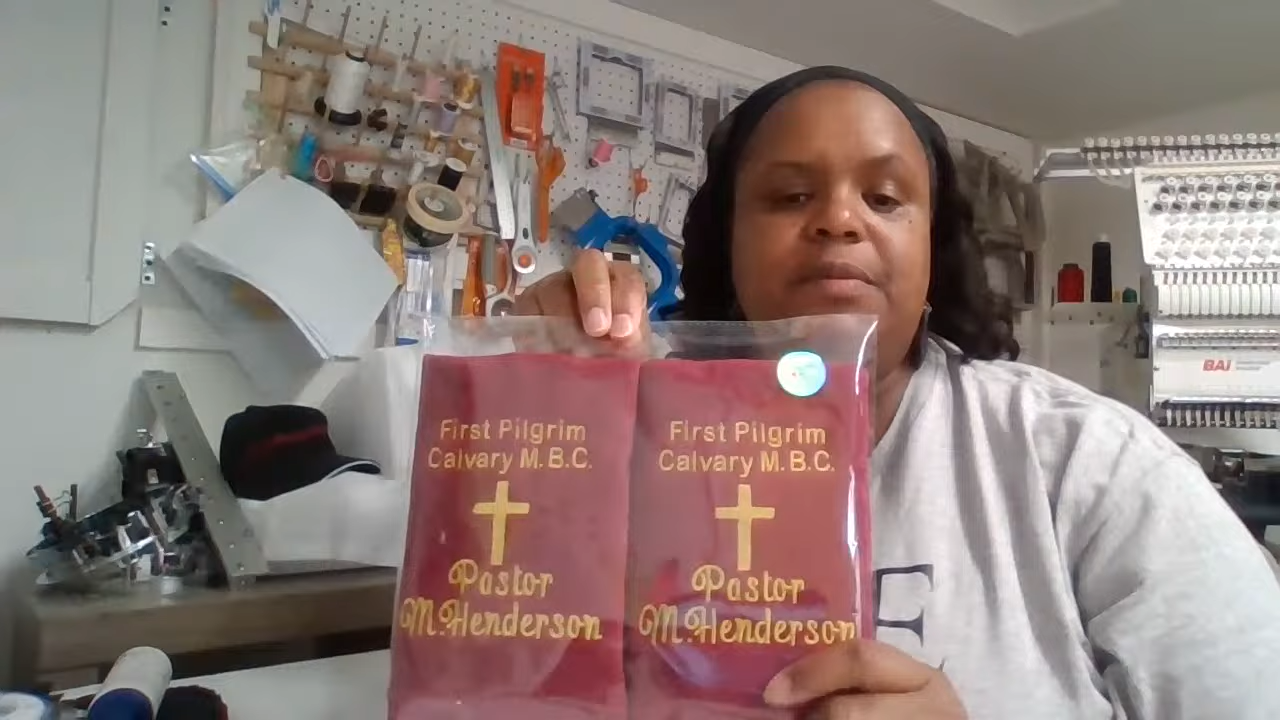 First Pilgrim
Calvary M.B.C.
Pastor
M. Henderson
First Pilgrim
Calvary M.B.C.
Pastor
M. Henderson
BAI
E